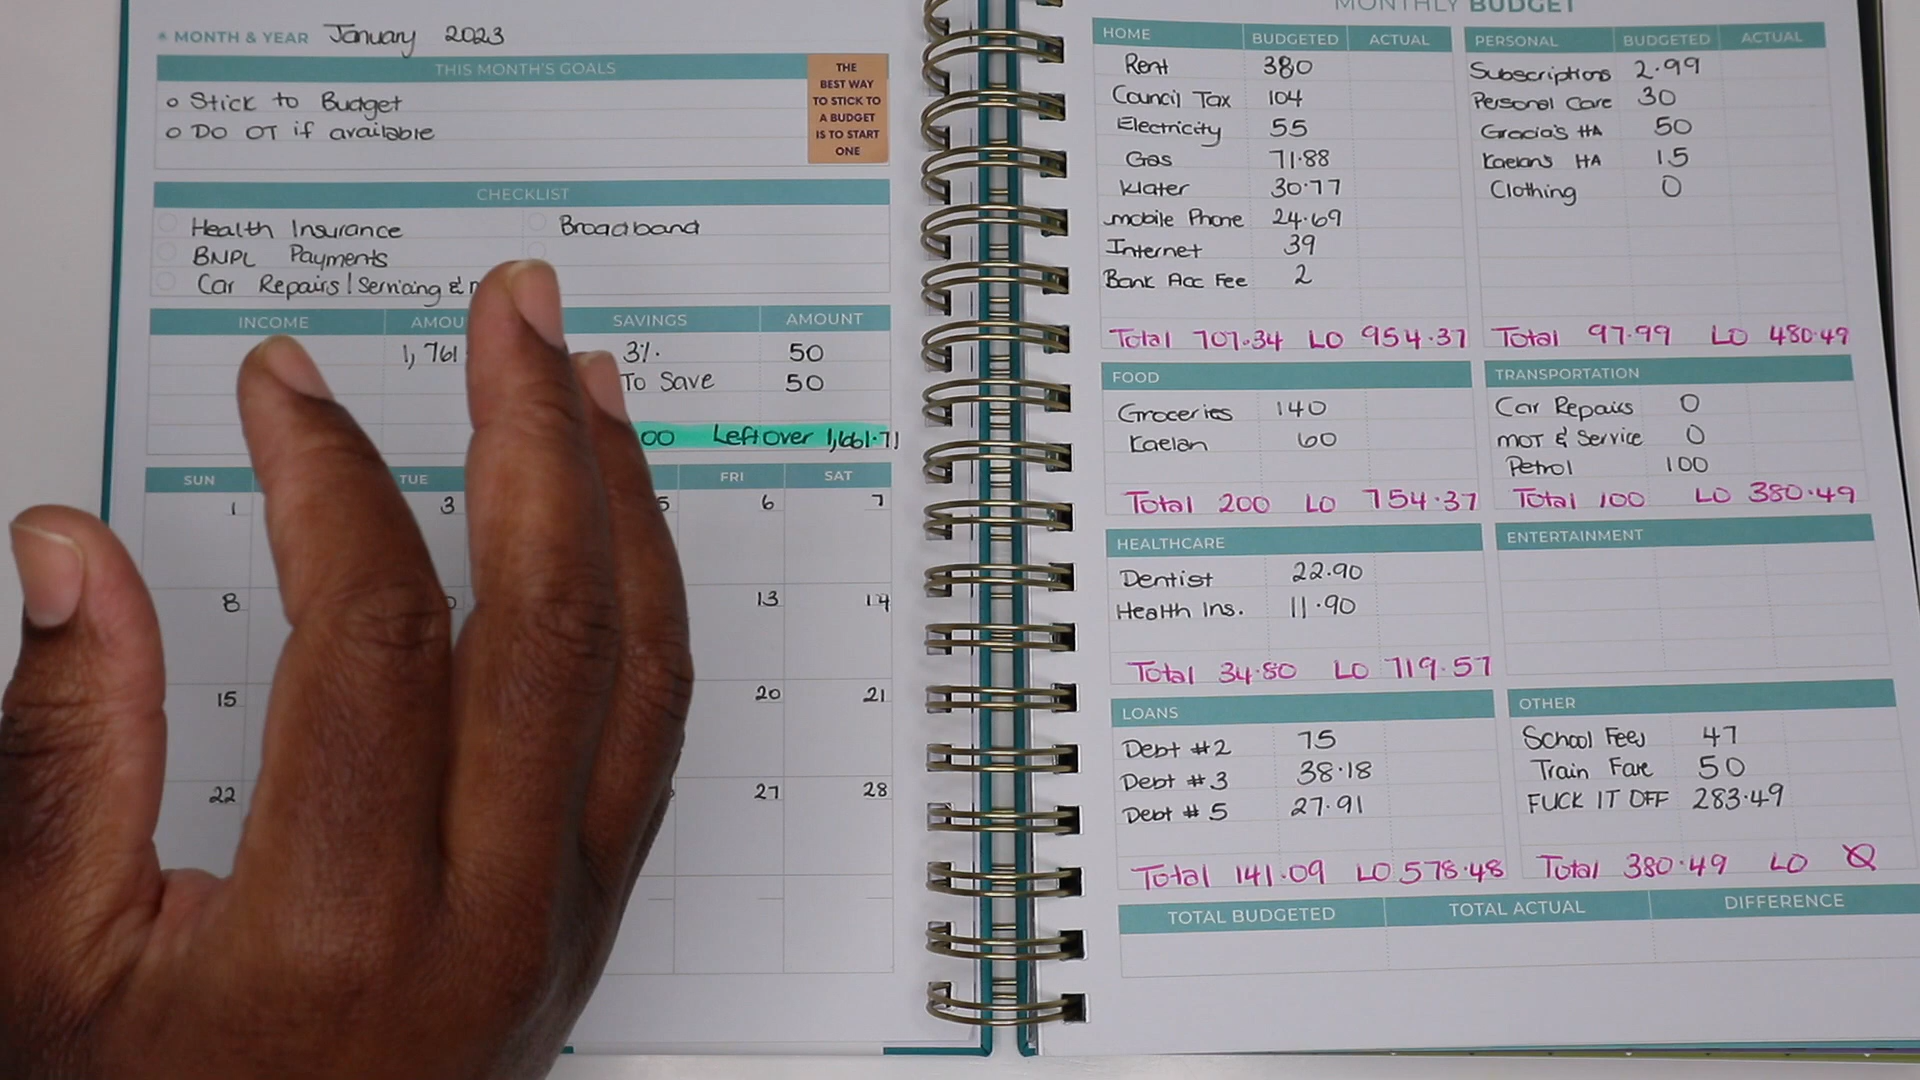 * MONTH & YEAR January 2023
THIS MONTH'S GOALS
o Stick to Budget
o Do OT if available
THE
BEST WAY
TO STICK TO
A BUDGET
IS TO START
ONE
CHECKLIST
Health Insurance Broadband
BNPL Payments
Car Repairs/Servicing &
INCOME AMOU SAVINGS AMOUNT
1,761 3%. 50
To Save 50
00 Leftover 1,661.71
SUN TUE FRI SAT
1 3 5 6 7
8 13 14
15 20 21
22 27 28
MONTHLY BUDGET
HOME BUDGETED ACTUAL
Rent 380
Council Tax 104
Electricity 55
Gas 71.88
Water 30.77
mobile Phone 24.69
Internet 39
Bank Acc Fee 2
Total 707.34 LO 954.37
PERSONAL BUDGETED ACTUAL
Subscriptions 2.99
Personal Care 30
Gracia's HA 50
Kaelan's HA 15
Clothing 0
Total 97.99 LO 480.49
FOOD
Groceries 140
Kaelan 60
Total 200 LO 754.37
TRANSPORTATION
Car Repairs 0
MOT & Service 0
Petrol 100
Total 100 LO 380.49
HEALTHCARE
Dentist 22.90
Health Ins. 11.90
Total 34.80 LO 719.57
ENTERTAINMENT
LOANS
Debt #2 75
Debt #3 38.18
Debt #5 27.91
Total 141.09 LO 578.48
OTHER
School Fees 47
Train Fare 50
FUCK IT OFF 283.49
Total 380.49 LO 0
TOTAL BUDGETED TOTAL ACTUAL DIFFERENCE